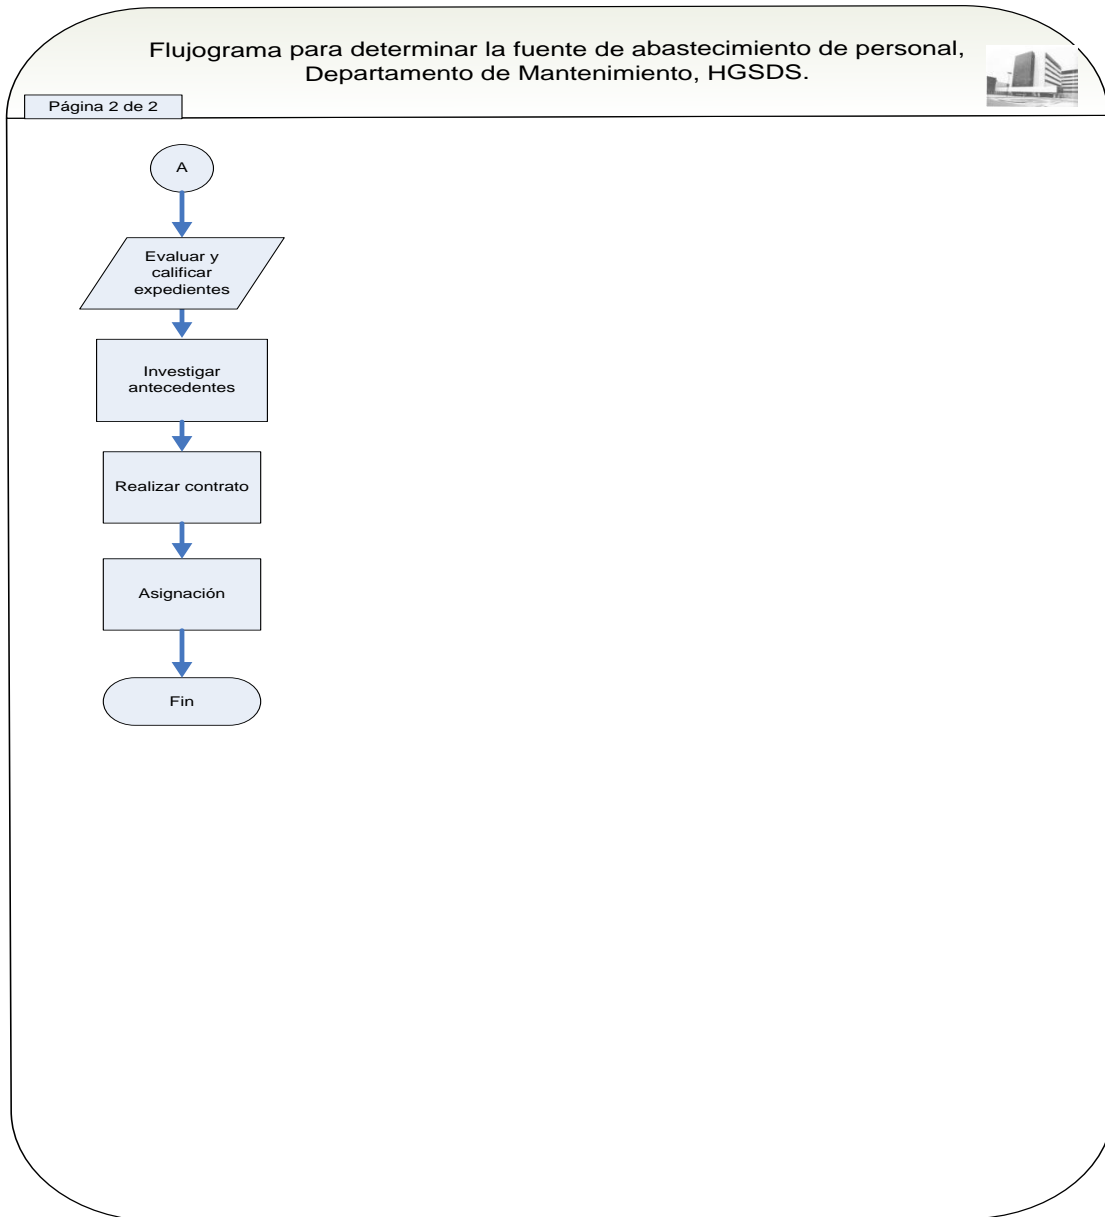 Flujograma para determinar la fuente de abastecimiento de personal,
Departamento de Mantenimiento, HGSDS.
Página 2 de 2
A
Evaluar y
calificar
expedientes
Investigar
antecedentes
Realizar contrato
Asignación
Fin